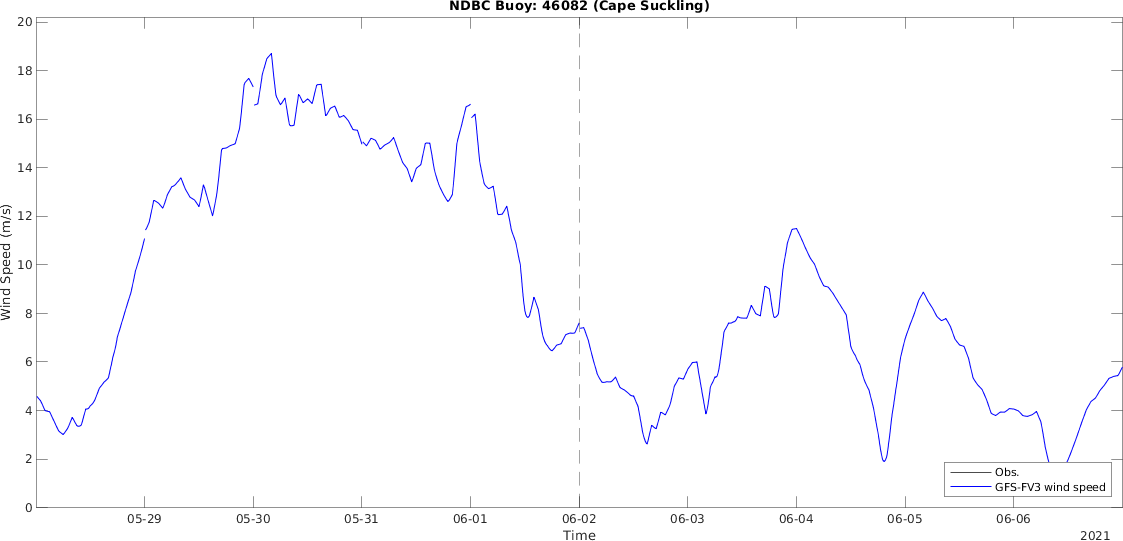 NDBC Buoy: 46082 (Cape Suckling)
20
18
16
14
12
10
8
6
4
2
0
Wind Speed (m/s)
05-29 05-30 05-31 06-01 06-02 06-03 06-04 06-05 06-06
Time
2021
Obs.
GFS-FV3 wind speed